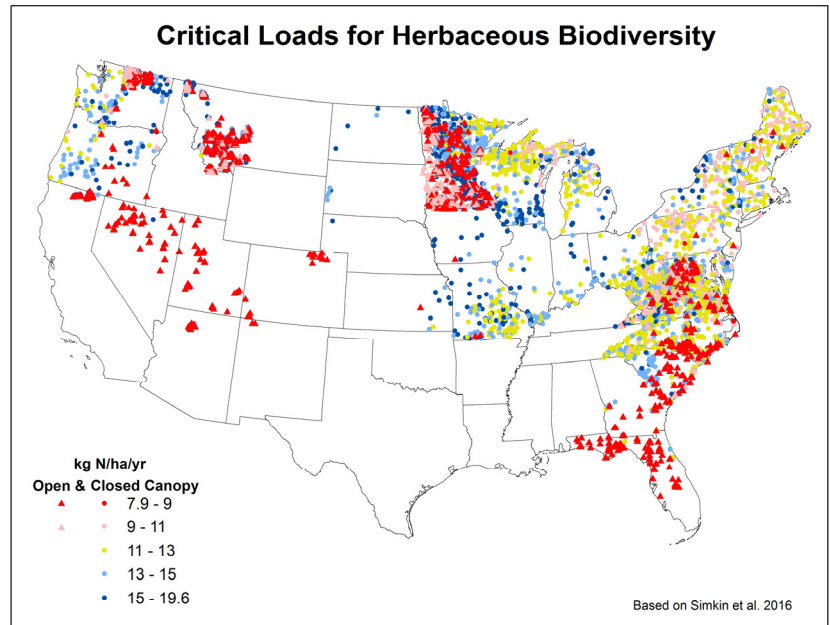 Critical Loads for Herbaceous Biodiversity
kg N/ha/yr
Open & Closed Canopy
7.9 - 9
9 - 11
11 - 13
13 - 15
15 - 19.6
Based on Simkin et al. 2016